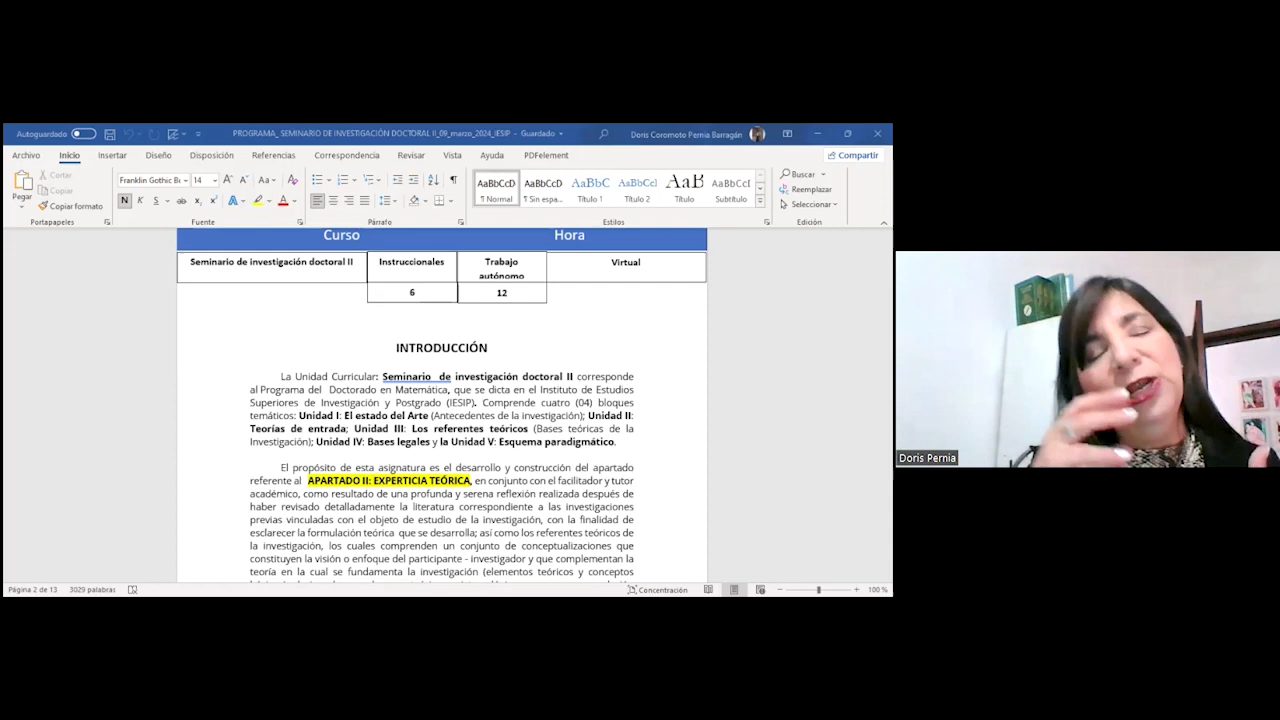 Autoguardado
PROGRAMA_ SEMINARIO DE INVESTIGACIÓN DOCTORAL II_09_marzo_2024_IESIP - Guardado
Doris Coromoto Pernia Barragán
Archivo Inicio Insertar Diseño Disposición Referencias Correspondencia Revisar Vista Ayuda PDFelement Compartir
Pegar
Cortar
Copiar
Copiar formato
Portapapeles
Franklin Gothic B 14
N K S
Fuente
Párrafo
AaBbCcD AaBbCcD AaBbC AaBbCcl AaB AaBbCcD
¶ Normal ¶ Sin espa... Título 1 Título 2 Título Subtítulo
Estilos
Buscar
Reemplazar
Seleccionar
Edición
Curso Hora
Seminario de investigación doctoral II Instruccionales Trabajo autónomo Virtual
6 12
INTRODUCCIÓN
La Unidad Curricular: Seminario de investigación doctoral II corresponde
al Programa del Doctorado en Matemática, que se dicta en el Instituto de Estudios
Superiores de Investigación y Postgrado (IESIP). Comprende cuatro (04) bloques
temáticos: Unidad I: El estado del Arte (Antecedentes de la investigación); Unidad II:
Teorías de entrada; Unidad III: Los referentes teóricos (Bases teóricas de la
Investigación); Unidad IV: Bases legales y la Unidad V: Esquema paradigmático.
El propósito de esta asignatura es el desarrollo y construcción del apartado
referente al APARTADO II: EXPERTICIA TEÓRICA, en conjunto con el facilitador y tutor
académico, como resultado de una profunda y serena reflexión realizada después de
haber revisado detalladamente la literatura correspondiente a las investigaciones
previas vinculadas con el objeto de estudio de la investigación, con la finalidad de
esclarecer la formulación teórica que se desarrolla; así como los referentes teóricos de
la investigación, los cuales comprenden un conjunto de conceptualizaciones que
constituyen la visión o enfoque del participante - investigador y que complementan la
teoría en la cual se fundamenta la investigación (elementos teóricos y conceptos
Página 2 de 13 3029 palabras Concentración 100 %
Doris Pernia